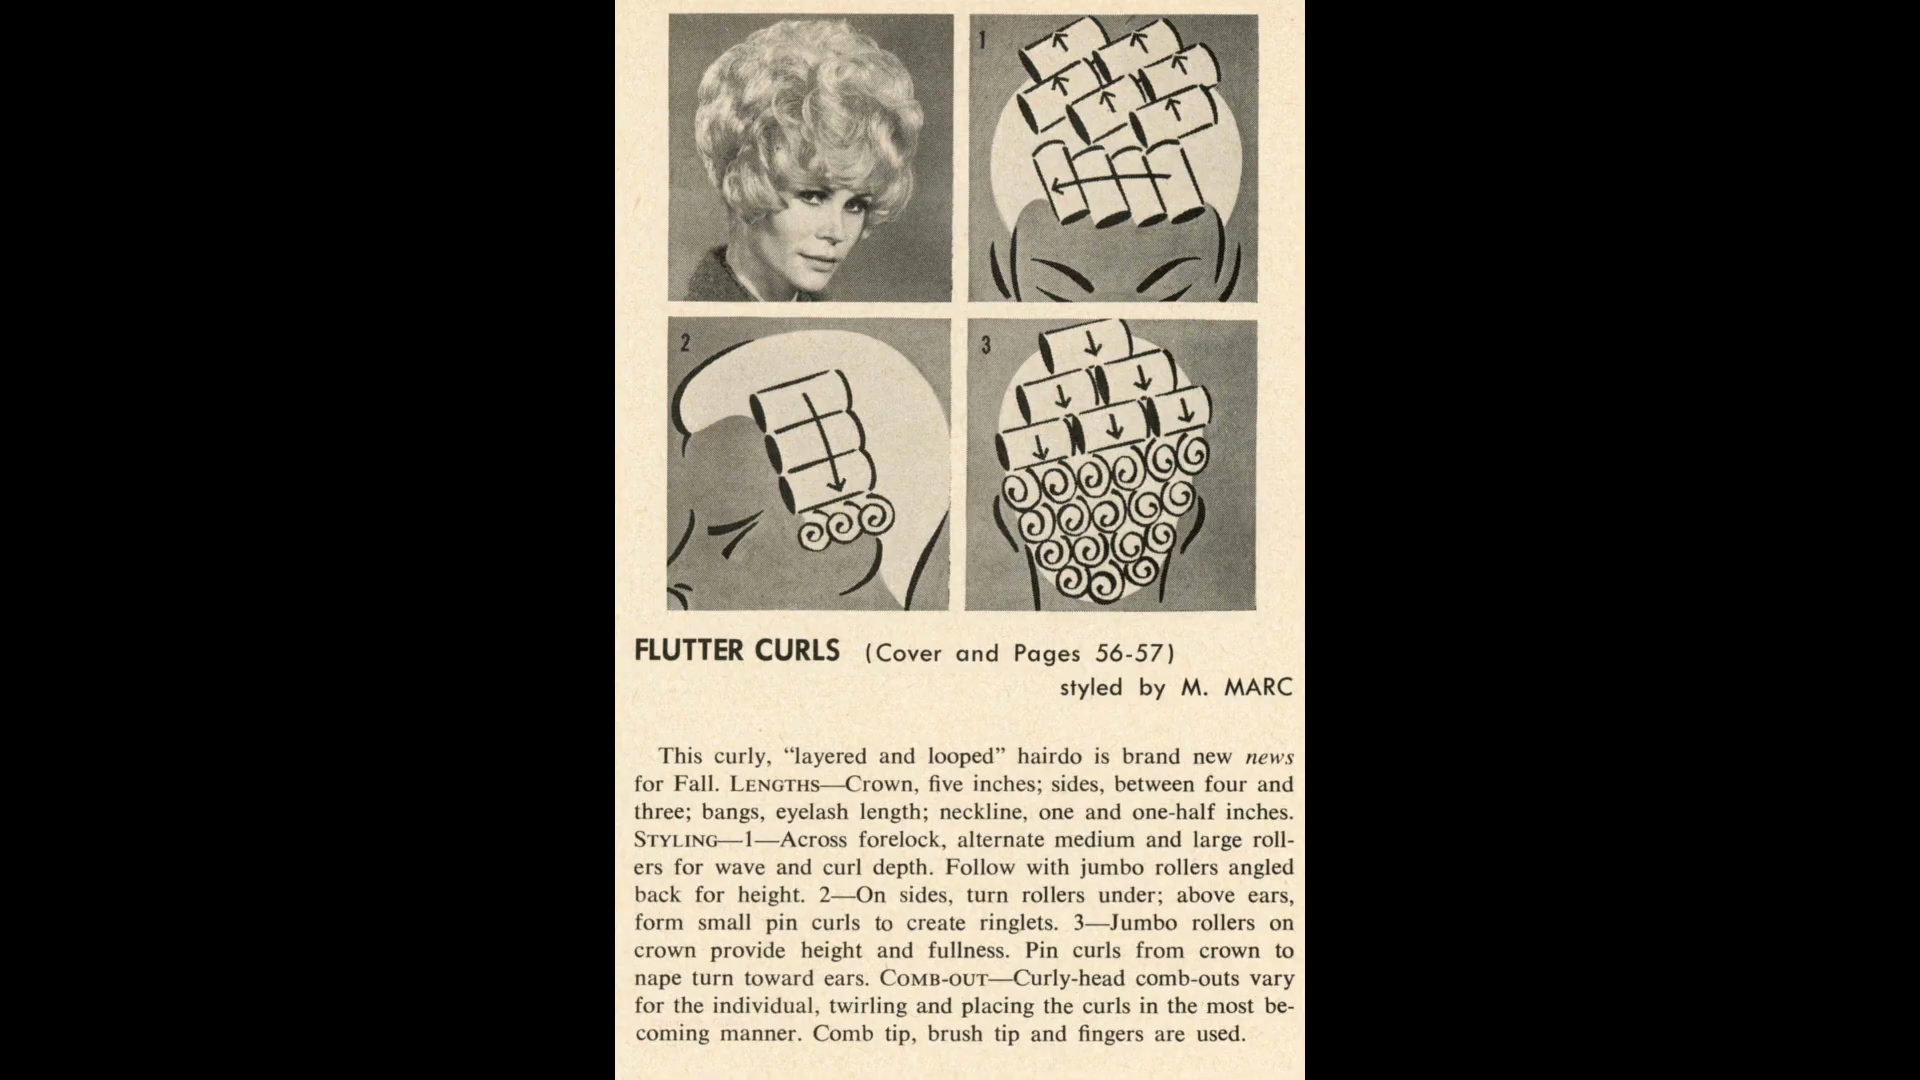 1
2
3
FLUTTER CURLS (Cover and Pages 56-57)
styled by M. MARC
This curly, “layered and looped” hairdo is brand new news
for Fall. LENGTHS—Crown, five inches; sides, between four and
three; bangs, eyelash length; neckline, one and one-half inches.
STYLING—1—Across forelock, alternate medium and large roll-
ers for wave and curl depth. Follow with jumbo rollers angled
back for height. 2—On sides, turn rollers under; above ears,
form small pin curls to create ringlets. 3—Jumbo rollers on
crown provide height and fullness. Pin curls from crown to
nape turn toward ears. COMB-OUT—Curly-head comb-outs vary
for the individual, twirling and placing the curls in the most be-
coming manner. Comb tip, brush tip and fingers are used.